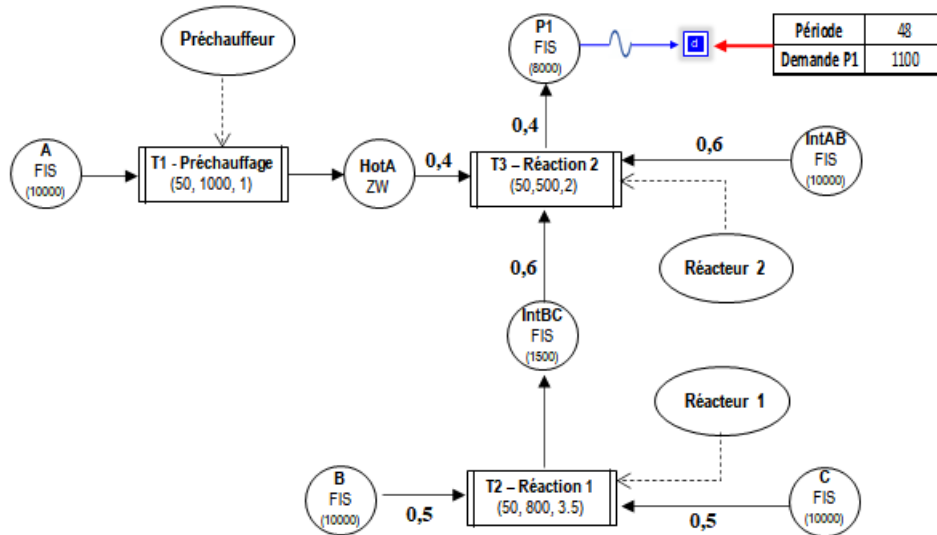 Préchauffeur
P1
FIS
(8000)
d
Période 48
Demande P1 1100
0,4
A
FIS
(10000)
T1 - Préchauffage
(50, 1000, 1)
HotA
ZW
0,4
T3 – Réaction 2
(50,500,2)
0,6
IntAB
FIS
(10000)
Réacteur 2
0,6
IntBC
FIS
(1500)
Réacteur 1
B
FIS
(10000)
0,5
T2 – Réaction 1
(50, 800, 3.5)
0,5
C
FIS
(10000)